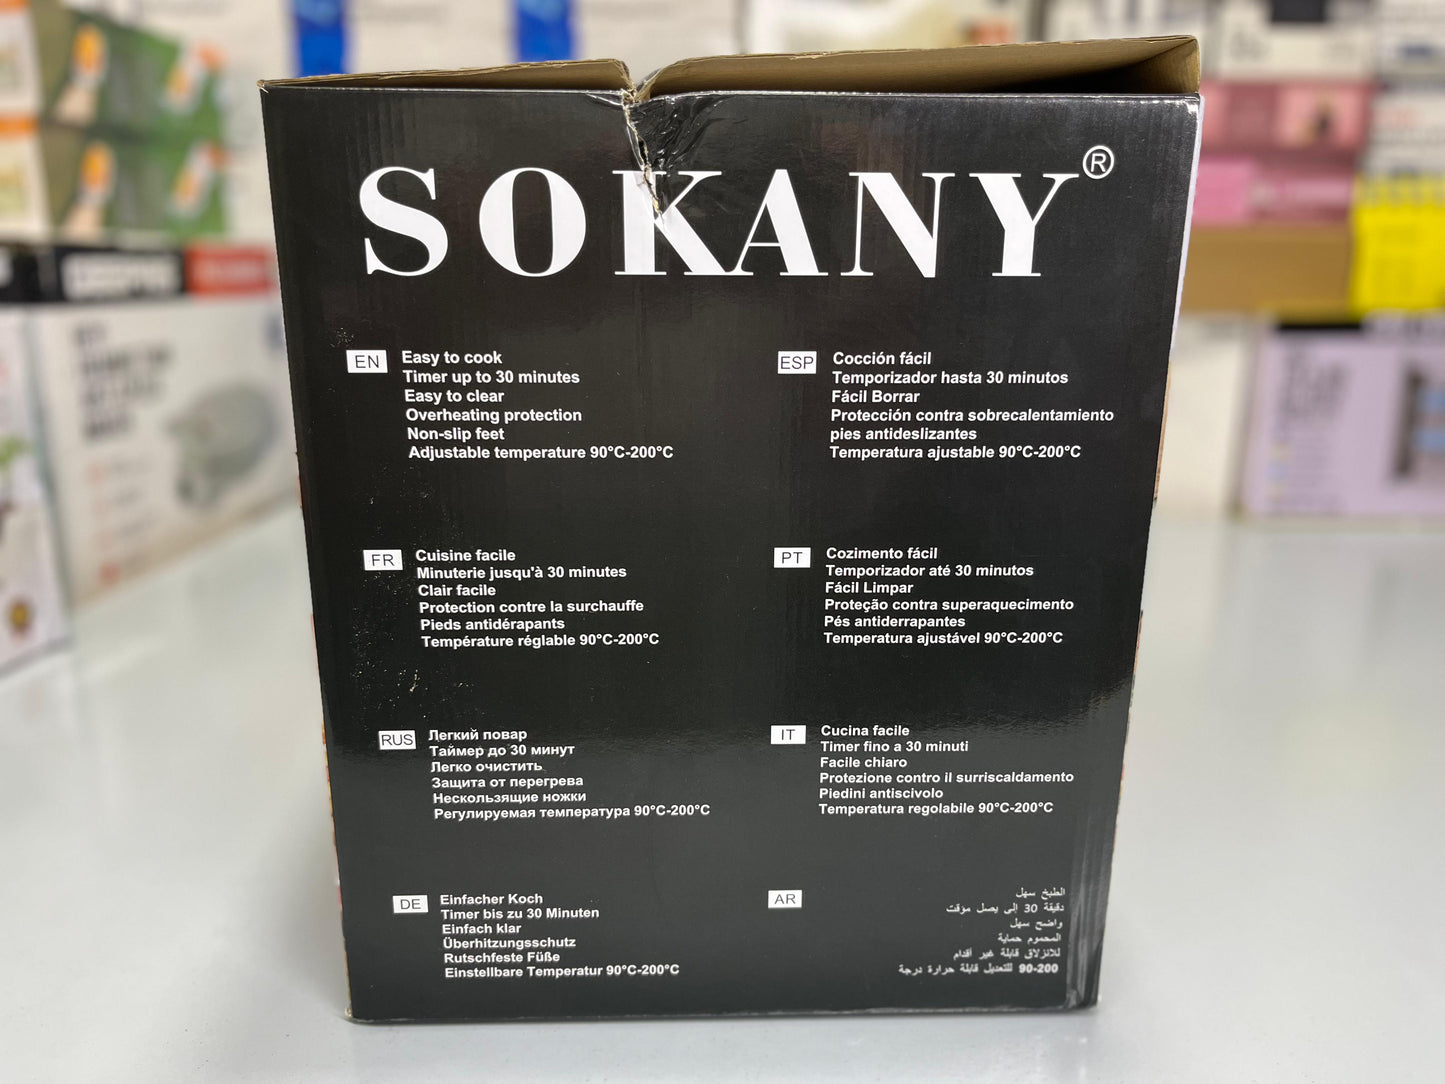 SOKANY®
EN
Easy to cook
Timer up to 30 minutes
Easy to clear
Overheating protection
Non-slip feet
Adjustable temperature 90°C-200°C
ESP
Cocción fácil
Temporizador hasta 30 minutos
Fácil Borrar
Protección contra sobrecalentamiento
pies antideslizantes
Temperatura ajustable 90°C-200°C
FR
Cuisine facile
Minuterie jusqu'à 30 minutes
Clair facile
Protection contre la surchauffe
Pieds antidérapants
Température réglable 90°C-200°C
PT
Cozimento fácil
Temporizador até 30 minutos
Fácil Limpar
Proteção contra superaquecimento
Pés antiderrapantes
Temperatura ajustável 90°C-200°C
RUS
Легкий повар
Таймер до 30 минут
Легко очистить
Защита от перегрева
Нескользящие ножки
Регулируемая температура 90°C-200°C
IT
Cucina facile
Timer fino a 30 minuti
Facile chiaro
Protezione contro il surriscaldamento
Piedini antiscivolo
Temperatura regolabile 90°C-200°C
DE
Einfacher Koch
Timer bis zu 30 Minuten
Einfach klar
Überhitzungsschutz
Rutschfeste Füße
Einstellbare Temperatur 90°C-200°C
AR
الطبخ سهل
دقيقة 30 إلى يصل مؤقت
واضح سهل
المحموم حماية
للانزلاق قابلة غير أقدام
90-200 للتعديل قابلة حرارة درجة